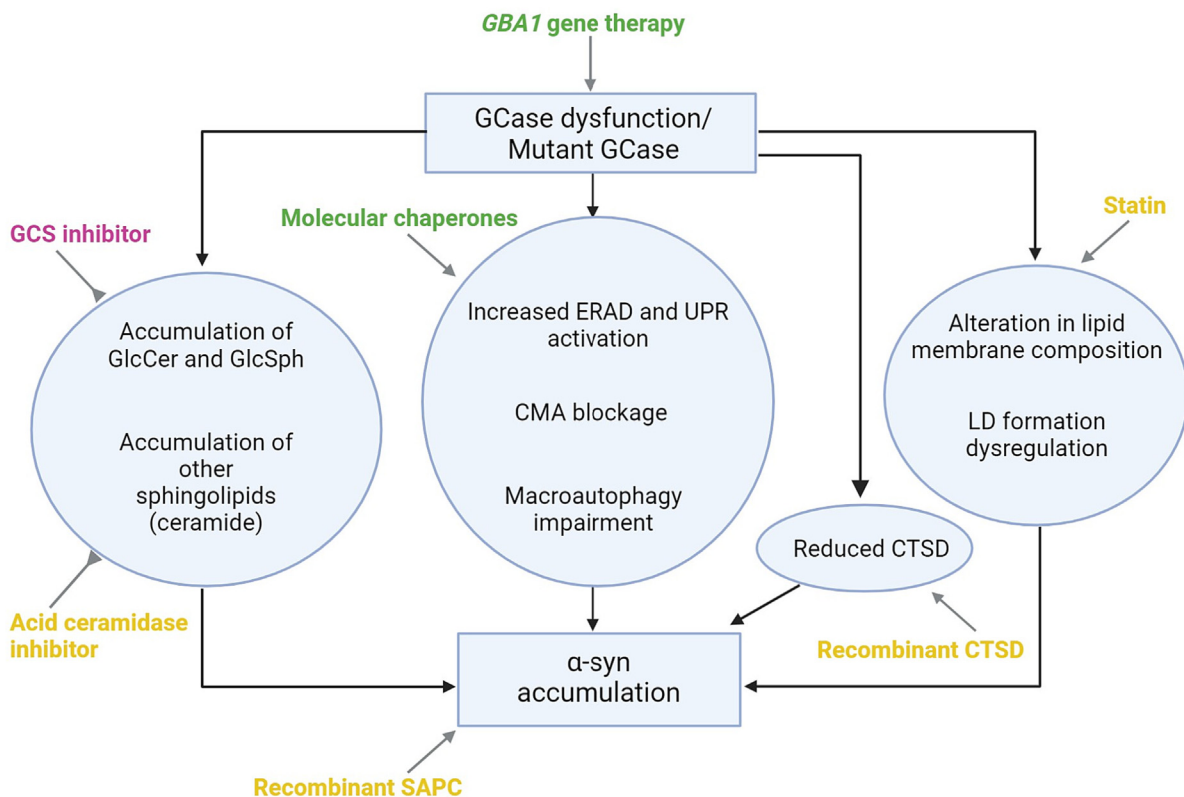 GBA1 gene therapy
GCase dysfunction/
Mutant GCase
GCS inhibitor
Molecular chaperones
Statin
Accumulation of
GlcCer and GlcSph
Accumulation of
other
sphingolipids
(ceramide)
Increased ERAD and UPR
activation
CMA blockage
Macroautophagy
impairment
Alteration in lipid
membrane composition
LD formation
dysregulation
Reduced CTSD
Acid ceramidase
inhibitor
Recombinant CTSD
α-syn
accumulation
Recombinant SAPC